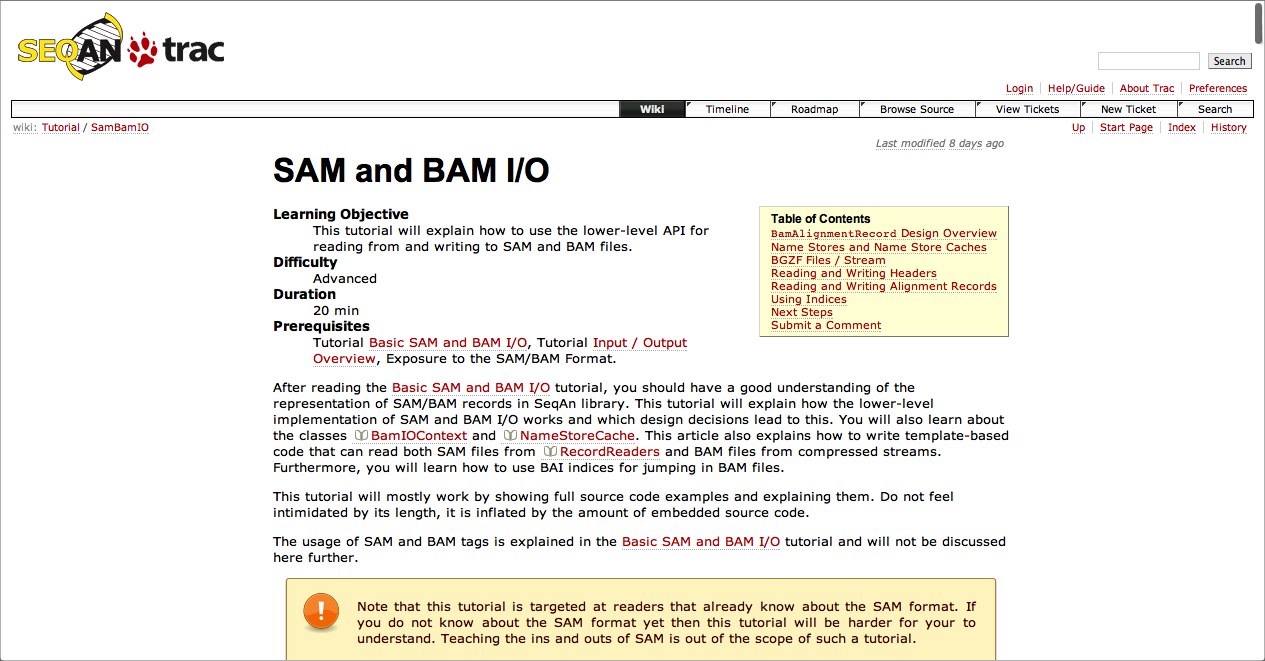 SEQAN trac
Search
Login Help/Guide About Trac Preferences
Wiki Timeline Roadmap Browse Source View Tickets New Ticket Search
wiki: Tutorial / SamBamIO
Up Start Page Index History
Last modified 8 days ago
SAM and BAM I/O
Learning Objective
This tutorial will explain how to use the lower-level API for
reading from and writing to SAM and BAM files.
Difficulty
Advanced
Duration
20 min
Prerequisites
Tutorial Basic SAM and BAM I/O, Tutorial Input / Output
Overview, Exposure to the SAM/BAM Format.
Table of Contents
BamAlignmentRecord Design Overview
Name Stores and Name Store Caches
BGZF Files / Stream
Reading and Writing Headers
Reading and Writing Alignment Records
Using Indices
Next Steps
Submit a Comment
After reading the Basic SAM and BAM I/O tutorial, you should have a good understanding of the
representation of SAM/BAM records in SeqAn library. This tutorial will explain how the lower-level
implementation of SAM and BAM I/O works and which design decisions lead to this. You will also learn about
the classes BamIOContext and NameStoreCache. This article also explains how to write template-based
code that can read both SAM files from RecordReaders and BAM files from compressed streams.
Furthermore, you will learn how to use BAI indices for jumping in BAM files.
This tutorial will mostly work by showing full source code examples and explaining them. Do not feel
intimidated by its length, it is inflated by the amount of embedded source code.
The usage of SAM and BAM tags is explained in the Basic SAM and BAM I/O tutorial and will not be discussed
here further.
Note that this tutorial is targeted at readers that already know about the SAM format. If
you do not know about the SAM format yet then this tutorial will be harder for your to
understand. Teaching the ins and outs of SAM is out of the scope of such a tutorial.